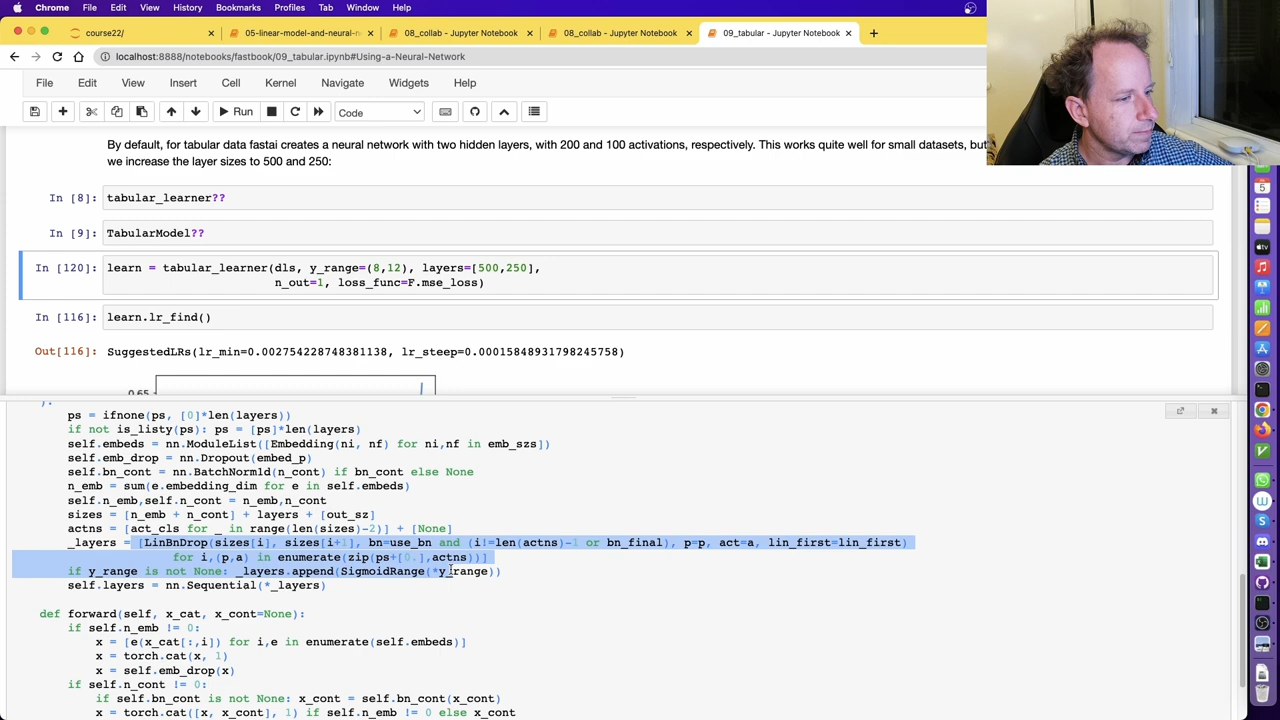 Chrome File Edit View History Bookmarks Profiles Tab Window Help
course22/ 05-linear-model-and-neural-n 08_collab - Jupyter Notebook 08_collab - Jupyter Notebook 09_tabular - Jupyter Notebook
localhost:8888/notebooks/fastbook/09_tabular.ipynb#Using-a-Neural-Network
File Edit View Insert Cell Kernel Navigate Widgets Help
Run Code
By default, for tabular data fastai creates a neural network with two hidden layers, with 200 and 100 activations, respectively. This works quite well for small datasets, but
we increase the layer sizes to 500 and 250:
In [8]: tabular_learner??
In [9]: TabularModel??
In [120]: learn = tabular_learner(dls, y_range=(8,12), layers=[500,250],
n_out=1, loss_func=F.mse_loss)
In [116]: learn.lr_find()
Out[116]: SuggestedLRs(lr_min=0.002754228748381138, lr_steep=0.00015848931798245758)
0.65
):
ps = ifnone(ps, [0]*len(layers))
if not is_listy(ps): ps = [ps]*len(layers)
self.embeds = nn.ModuleList([Embedding(ni, nf) for ni,nf in emb_szs])
self.emb_drop = nn.Dropout(embed_p)
self.bn_cont = nn.BatchNorm1d(n_cont) if bn_cont else None
n_emb = sum(e.embedding_dim for e in self.embeds)
self.n_emb,self.n_cont = n_emb,n_cont
sizes = [n_emb + n_cont] + layers + [out_sz]
actns = [act_cls for _ in range(len(sizes)-2)] + [None]
_layers = [LinBnDrop(sizes[i], sizes[i+1], bn=use_bn and (i!=len(actns)-1 or bn_final), p=p, act=a, lin_first=lin_first)
for i,(p,a) in enumerate(zip(ps+[0.],actns))]
if y_range is not None: _layers.append(SigmoidRange(*y_range))
self.layers = nn.Sequential(*_layers)
def forward(self, x_cat, x_cont=None):
if self.n_emb != 0:
x = [e(x_cat[:,i]) for i,e in enumerate(self.embeds)]
x = torch.cat(x, 1)
x = self.emb_drop(x)
if self.n_cont != 0:
if self.bn_cont is not None: x_cont = self.bn_cont(x_cont)
x = torch.cat([x, x_cont], 1) if self.n_emb != 0 else x_cont
5